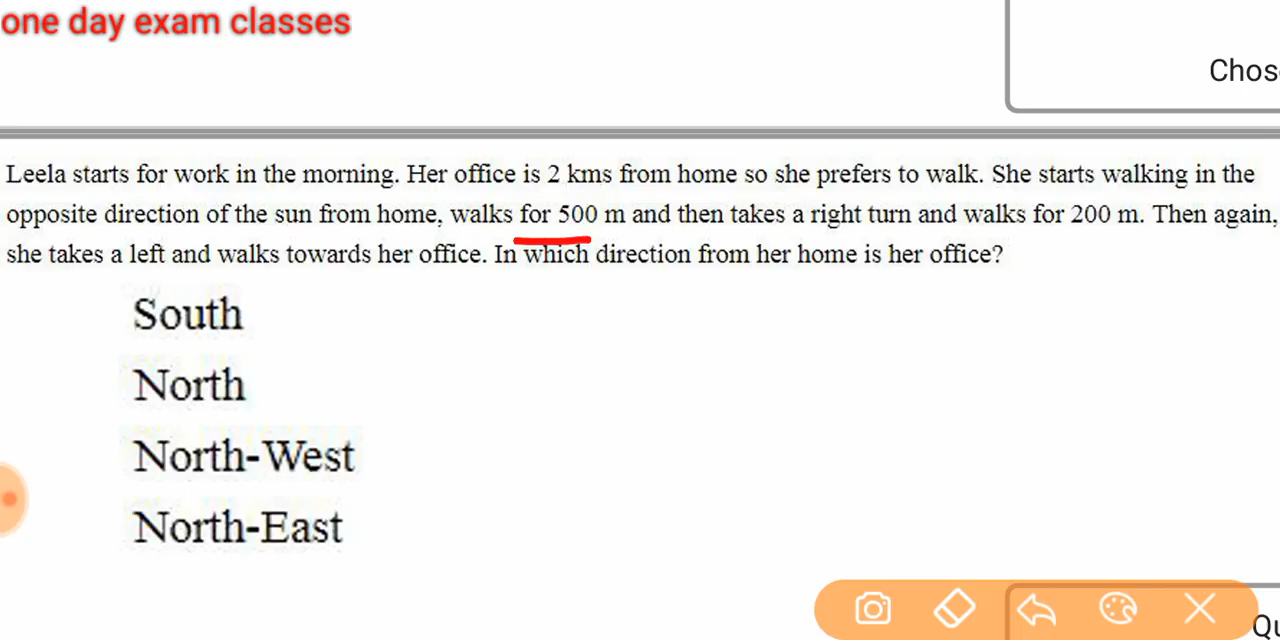 one day exam classes
Chos
Leela starts for work in the morning. Her office is 2 kms from home so she prefers to walk. She starts walking in the
opposite direction of the sun from home, walks for 500 m and then takes a right turn and walks for 200 m. Then again,
she takes a left and walks towards her office. In which direction from her home is her office?
South
North
North-West
North-East
Qu